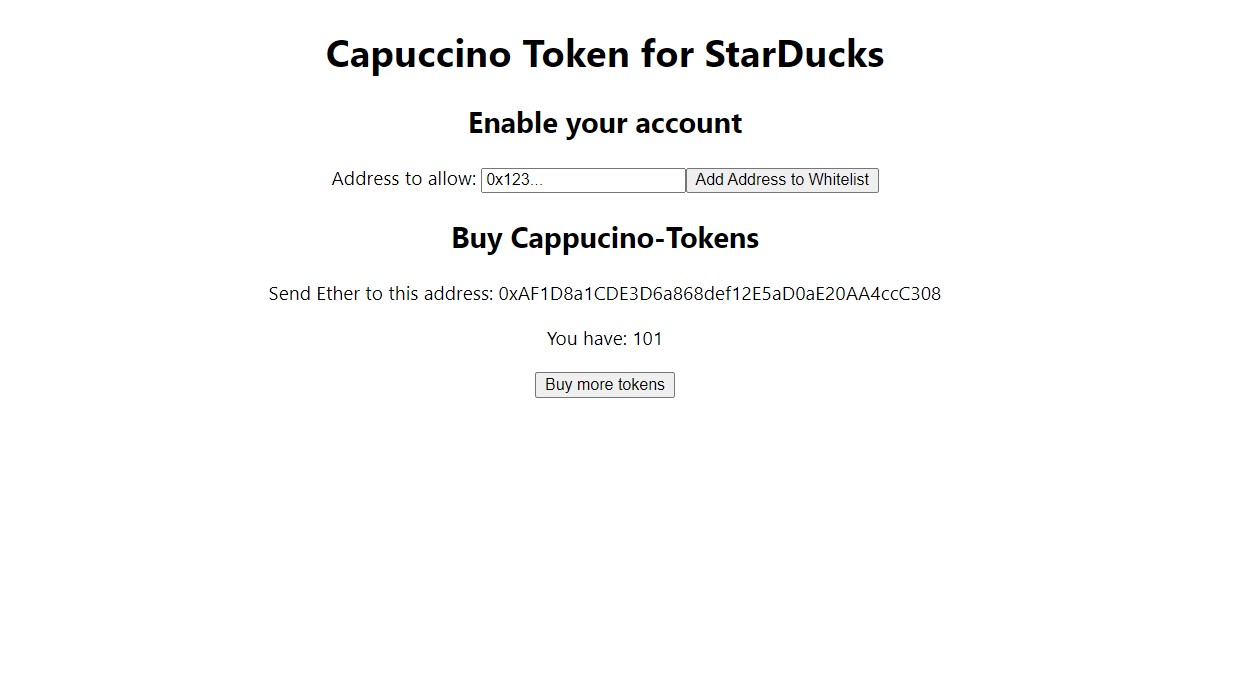 Capuccino Token for StarDucks
Enable your account
Address to allow: 0x123... Add Address to Whitelist
Buy Cappucino-Tokens
Send Ether to this address: 0xAF1D8a1CDE3D6a868def12E5aD0aE20AA4ccC308
You have: 101
Buy more tokens